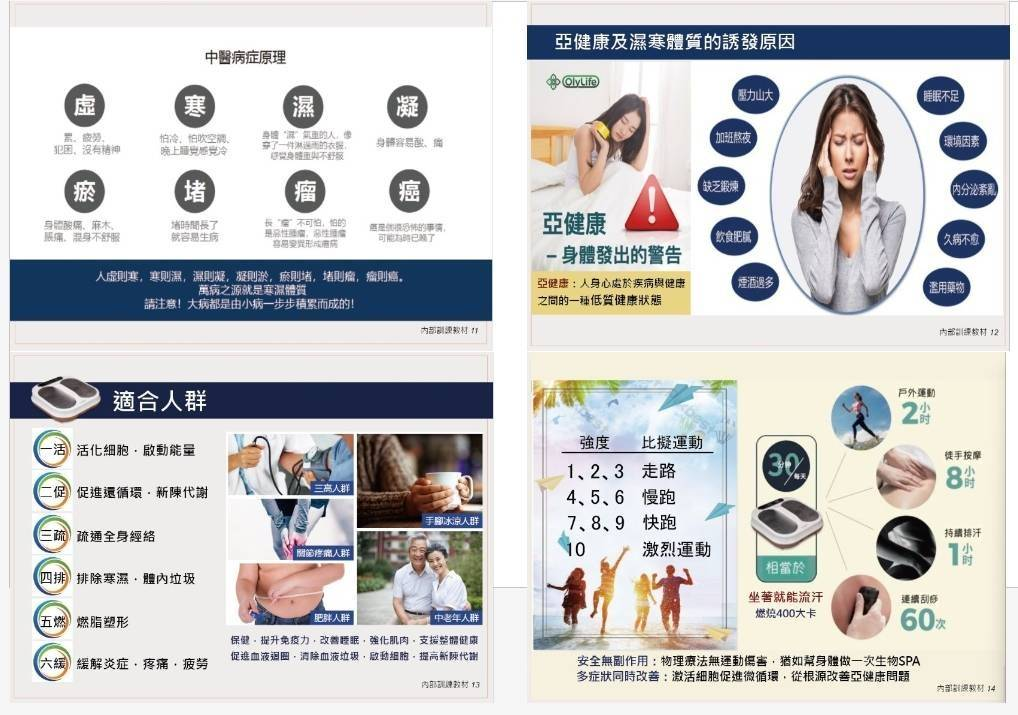 中醫病症原理
虛
寒
濕
凝
累、疲勞、
犯困、沒有精神
怕冷、怕吹空調、
晚上睡覺感覺冷
身體“濕”氣重的人，像
穿了一件淋過雨的衣服，
感覺身體重與不舒服
身體容易酸、痛
瘀
堵
瘤
癌
身體酸痛、麻木、
脹痛、混身不舒服
堵時間長了
就容易生病
長“瘤”不可怕，怕的
是惡性腫瘤，惡性腫瘤
容易變異形成癌病
癌是個很恐怖的事情，
可能為時已晚了
人虛則寒，寒則濕，濕則凝，凝則淤，瘀則堵，堵則瘤，瘤則癌。
萬病之源就是寒濕體質
請注意！大病都是由小病一步步積累而成的！
內部訓練教材 11
亞健康及濕寒體質的誘發原因
OlyLife
亞健康
–身體發出的警告
亞健康：人身心處於疾病與健康
之間的一種低質健康狀態
壓力山大
加班熬夜
缺乏鍛煉
飲食肥膩
煙酒過多
睡眠不足
環境因素
內分泌紊亂
久病不愈
濫用藥物
內部訓練教材 12
適合人群
一活 活化細胞．啟動能量
二促 促進還循環．新陳代謝
三疏 疏通全身經絡
四排 排除寒濕．體內垃圾
五燃 燃脂塑形
六緩 緩解炎症．疼痛．疲勞
三高人群
手腳冰涼人群
關節疼痛人群
肥胖人群
中老年人群
保健．提升免疫力．改善睡眠．強化肌肉．支援整體健康
促進血液迴圈．清除血液垃圾．啟動細胞．提高新陳代謝
內部訓練教材 13
強度 比擬運動
1、2、3 走路
4、5、6 慢跑
7、8、9 快跑
10 激烈運動
30分钟/每天
相當於
坐著就能流汗
燃燒400大卡
戶外運動
2小时
徒手按摩
8小时
持續排汗
1小时
連續刮痧
60次
安全無副作用：物理療法無運動傷害，猶如幫身體做一次生物SPA
多症狀同時改善：激活細胞促進微循環，從根源改善亞健康問題
內部訓練教材 14